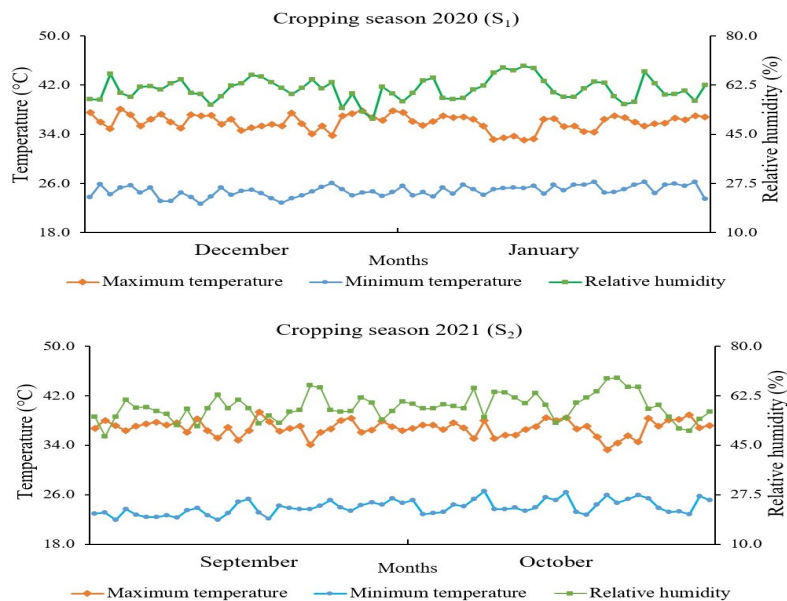 Cropping season 2020 (S₁)
50.0
42.0
34.0
26.0
18.0
Temperature (°C)
80.0
62.5
45.0
27.5
10.0
Relative humidity (%)
December
January
Months
Maximum temperature
Minimum temperature
Relative humidity
Cropping season 2021 (S₂)
50.0
42.0
34.0
26.0
18.0
Temperature (°C)
80.0
62.5
45.0
27.5
10.0
Relative humidity (%)
September
October
Months
Maximum temperature
Minimum temperature
Relative humidity